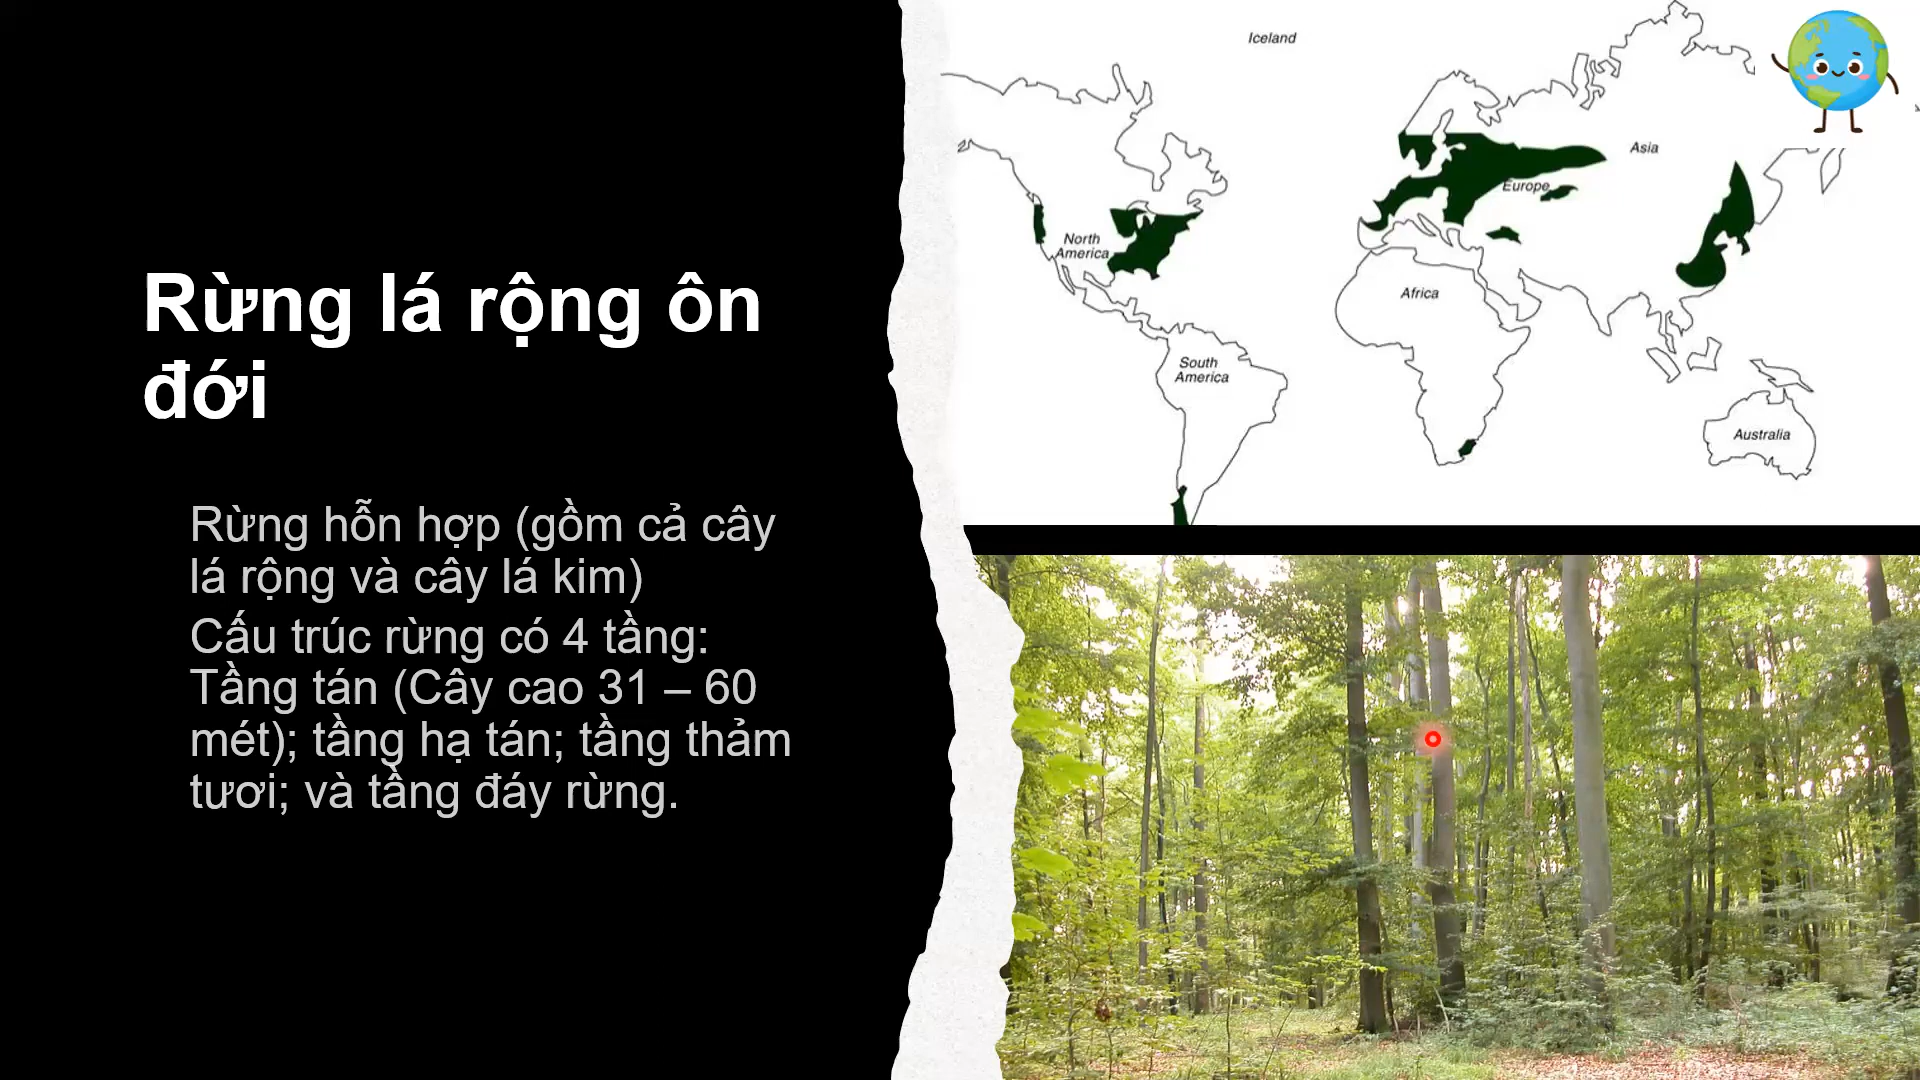 Rừng lá rộng ôn
đới
Rừng hỗn hợp (gồm cả cây
lá rộng và cây lá kim)
Cấu trúc rừng có 4 tầng:
Tầng tán (Cây cao 31 – 60
mét); tầng hạ tán; tầng thảm
tươi; và tầng đáy rừng.
Iceland
Asia
Europe
North
America
Africa
South
America
Australia